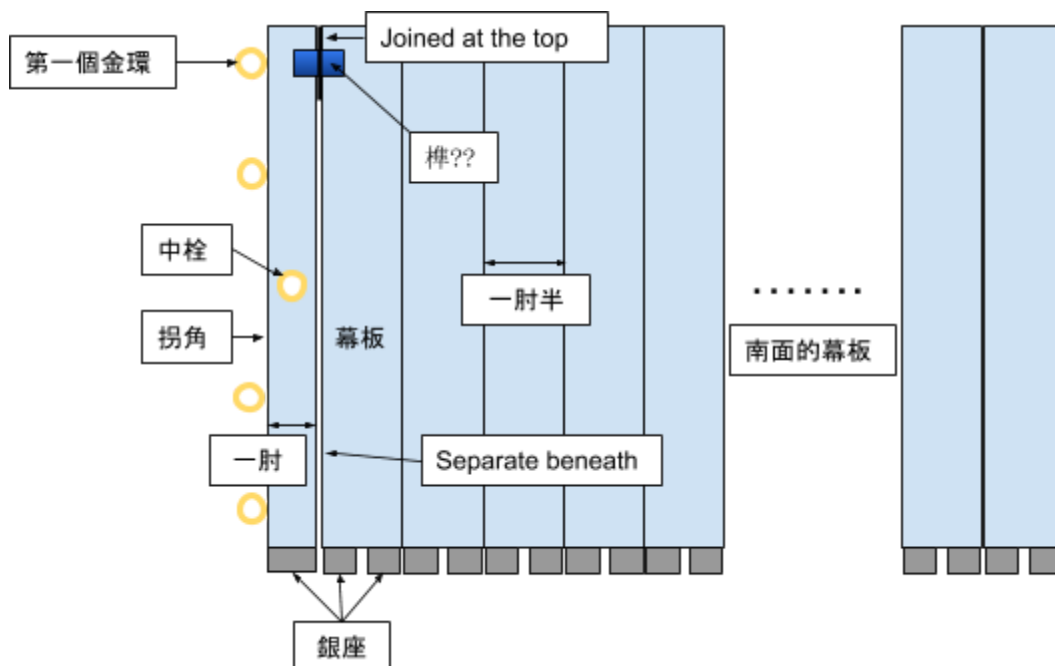 Joined at the top
第一個金環
榫??
中栓
一肘半
.......
拐角
幕板
南面的幕板
一肘
Separate beneath
銀座